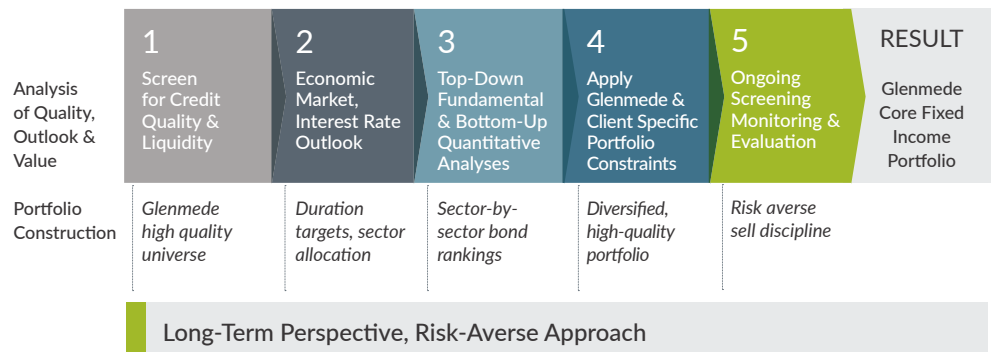 1
Screen
for Credit
Quality &
Liquidity
2
Economic
Market,
Interest Rate
Outlook
3
Top-Down
Fundamental
& Bottom-Up
Quantitative
Analyses
4
Apply
Glenmede &
Client Specific
Portfolio
Constraints
5
Ongoing
Screening
Monitoring &
Evaluation
RESULT
Glenmede
Core Fixed
Income
Portfolio
Analysis
of Quality,
Outlook &
Value
Portfolio
Construction
Glenmede
high quality
universe
Duration
targets, sector
allocation
Sector-by-
sector bond
rankings
Diversified,
high-quality
portfolio
Risk averse
sell discipline
Long-Term Perspective, Risk-Averse Approach